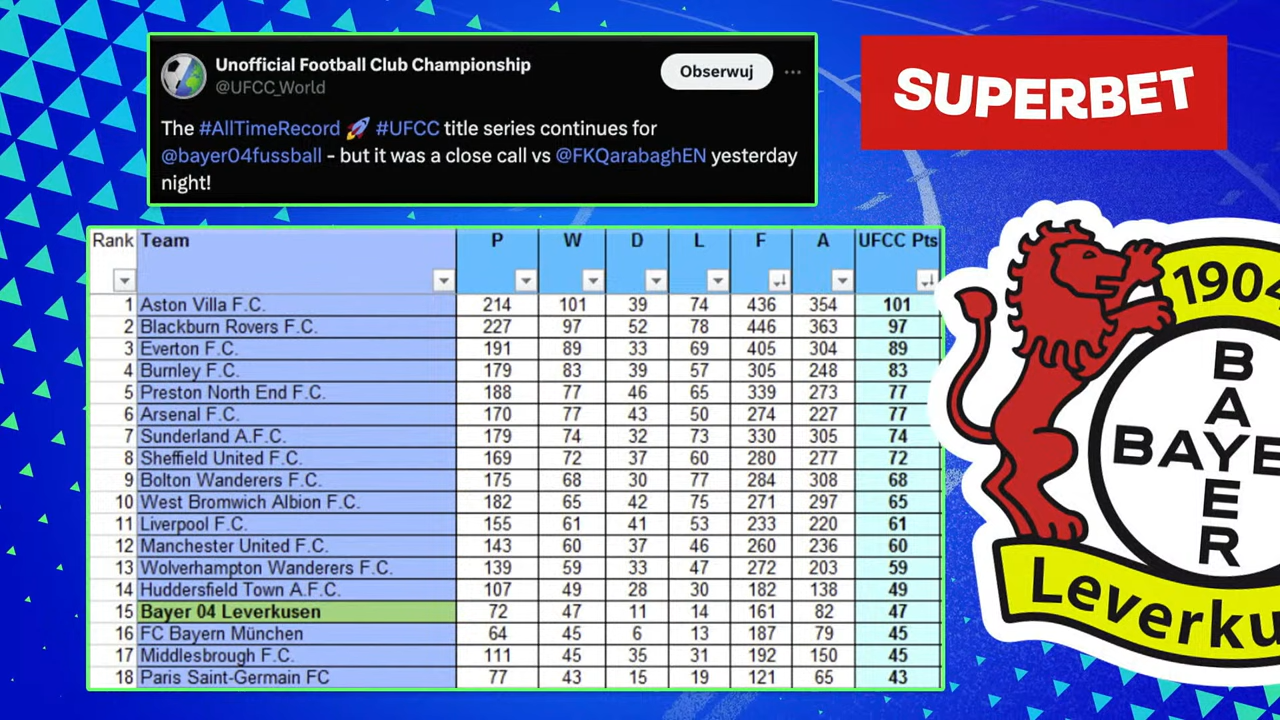 Unofficial Football Club Championship
@UFCC_World
Obserwuj
The #AllTimeRecord 🚀 #UFCC title series continues for
@bayer04fussball - but it was a close call vs @FKQarabaghEN yesterday
night!
SUPERBET
Rank Team P W D L F A UFCC Pts
1 Aston Villa F.C. 214 101 39 74 436 354 101
2 Blackburn Rovers F.C. 227 97 52 78 446 363 97
3 Everton F.C. 191 89 33 69 405 304 89
4 Burnley F.C. 179 83 39 57 305 248 83
5 Preston North End F.C. 188 77 46 65 339 273 77
6 Arsenal F.C. 170 77 43 50 274 227 77
7 Sunderland A.F.C. 179 74 32 73 330 305 74
8 Sheffield United F.C. 169 72 37 60 280 277 72
9 Bolton Wanderers F.C. 175 68 30 77 284 308 68
10 West Bromwich Albion F.C. 182 65 42 75 271 297 65
11 Liverpool F.C. 155 61 41 53 233 220 61
12 Manchester United F.C. 143 60 37 46 260 236 60
13 Wolverhampton Wanderers F.C. 139 59 33 47 272 203 59
14 Huddersfield Town A.F.C. 107 49 28 30 182 138 49
15 Bayer 04 Leverkusen 72 47 11 14 161 82 47
16 FC Bayern München 64 45 6 13 187 79 45
17 Middlesbrough F.C. 111 45 35 31 192 150 45
18 Paris Saint-Germain FC 77 43 15 19 121 65 43
1904
BAYER
BAYE
Leverku